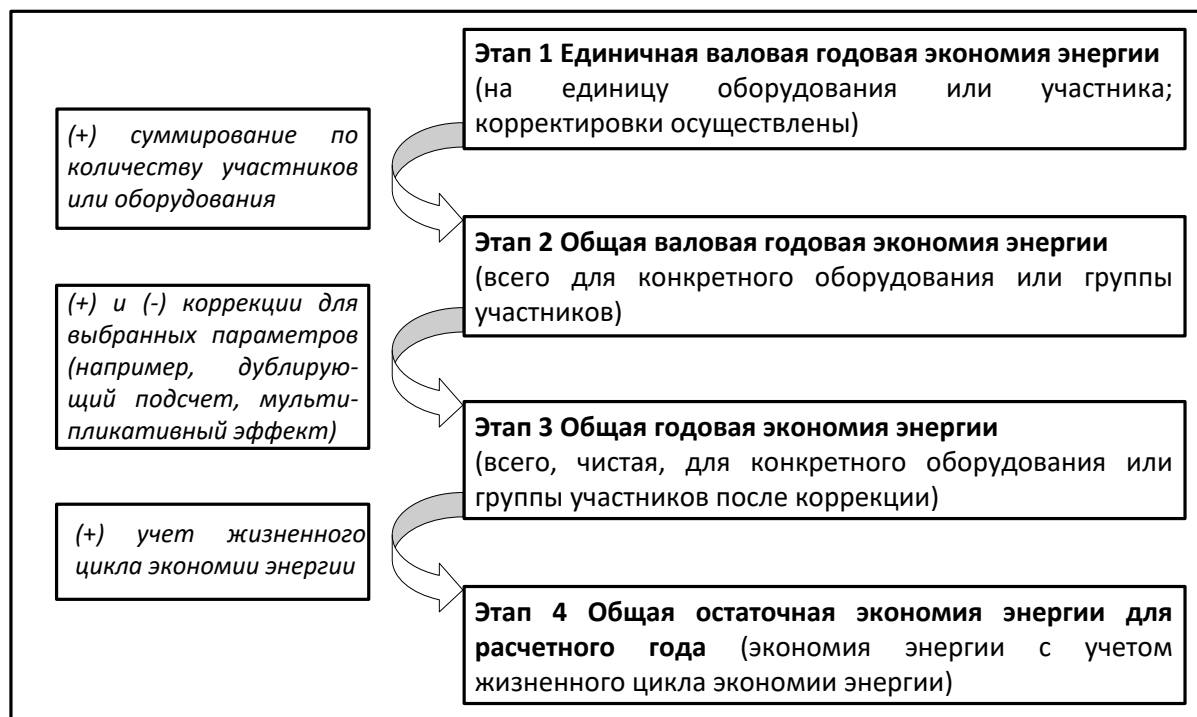 Этап 1 Единичная валовая годовая экономия энергии
(на единицу оборудования или участника;
корректировки осуществлены)
(+) суммирование по
количеству участников
или оборудования
Этап 2 Общая валовая годовая экономия энергии
(всего для конкретного оборудования или группы
участников)
(+) и (-) коррекции для
выбранных параметров
(например, дублирую-
щий подсчет, мульти-
пликативный эффект)
Этап 3 Общая годовая экономия энергии
(всего, чистая, для конкретного оборудования или
группы участников после коррекции)
(+) учет жизненного
цикла экономии энергии
Этап 4 Общая остаточная экономия энергии для
расчетного года (экономия энергии с учетом
жизненного цикла экономии энергии)